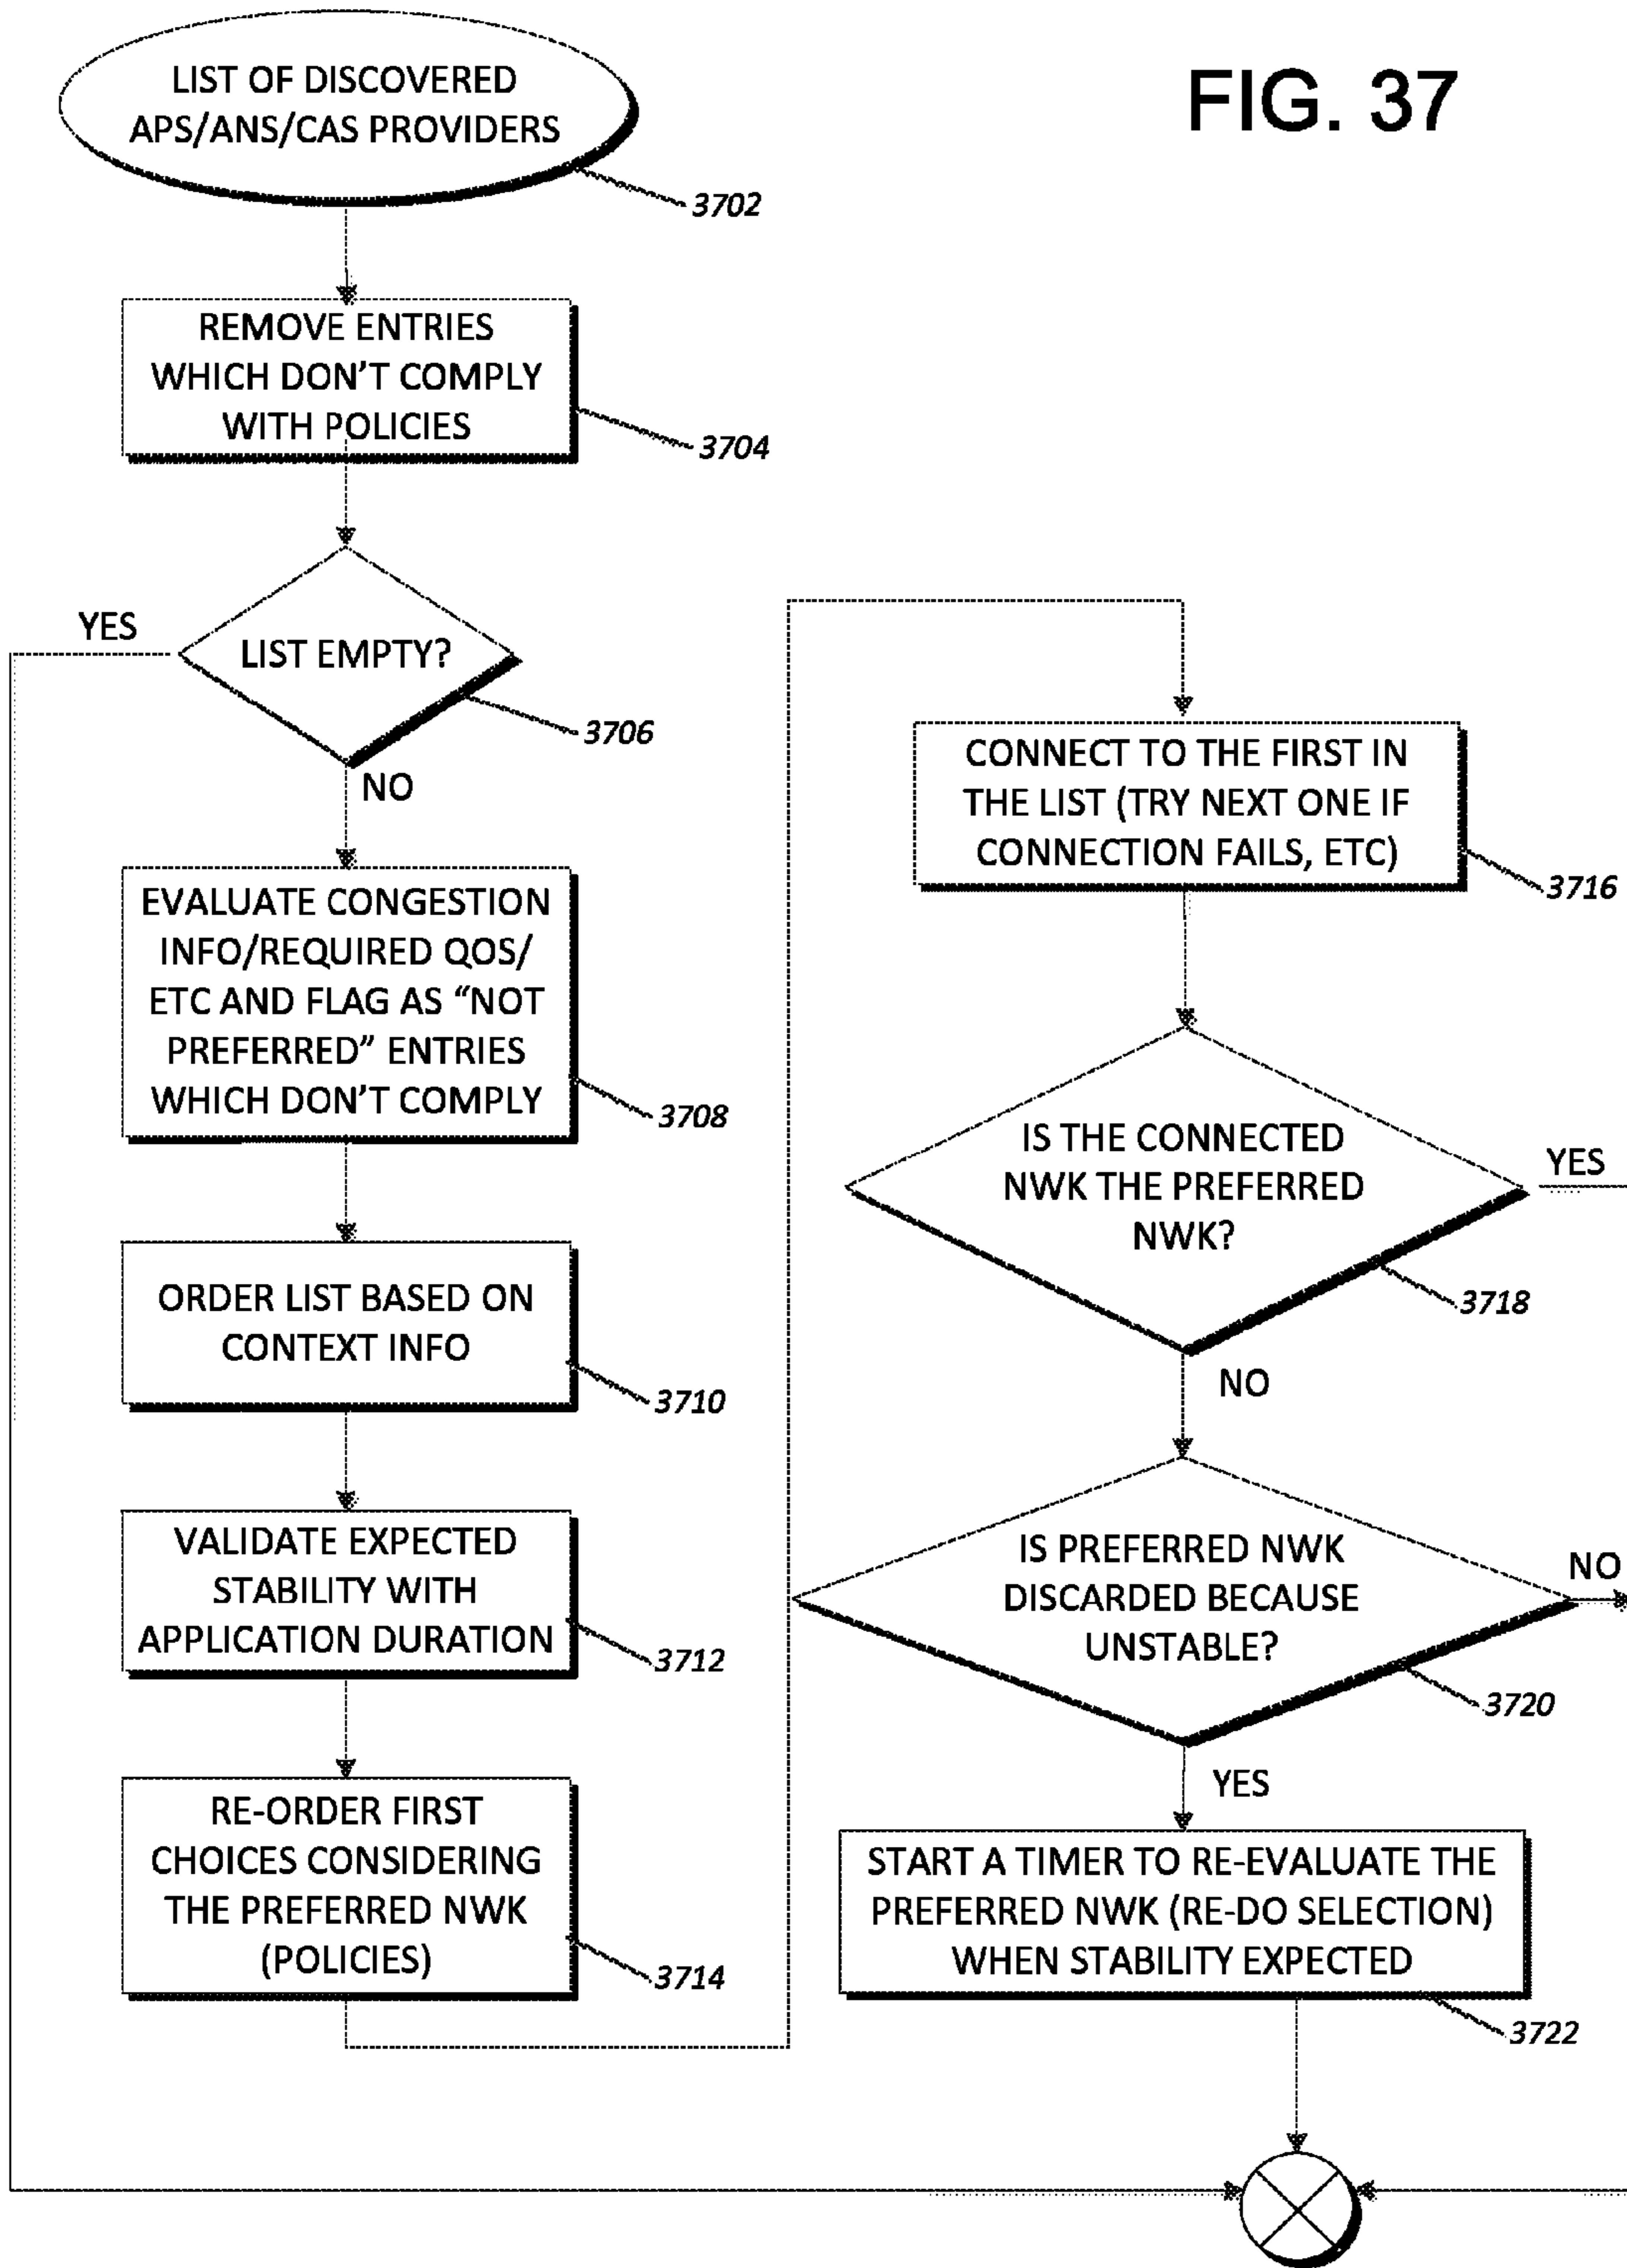 FIG. 37
LIST OF DISCOVERED
APS/ANS/CAS PROVIDERS
3702
REMOVE ENTRIES
WHICH DON'T COMPLY
WITH POLICIES
3704
LIST EMPTY?
YES
3706
NO
EVALUATE CONGESTION
INFO/REQUIRED QOS/
ETC AND FLAG AS “NOT
PREFERRED” ENTRIES
WHICH DON'T COMPLY
3708
ORDER LIST BASED ON
CONTEXT INFO
3710
VALIDATE EXPECTED
STABILITY WITH
APPLICATION DURATION
3712
RE-ORDER FIRST
CHOICES CONSIDERING
THE PREFERRED NWK
(POLICIES)
3714
CONNECT TO THE FIRST IN
THE LIST (TRY NEXT ONE IF
CONNECTION FAILS, ETC)
3716
IS THE CONNECTED
NWK THE PREFERRED
NWK?
YES
3718
NO
IS PREFERRED NWK
DISCARDED BECAUSE
UNSTABLE?
NO
3720
YES
START A TIMER TO RE-EVALUATE THE
PREFERRED NWK (RE-DO SELECTION)
WHEN STABILITY EXPECTED
3722